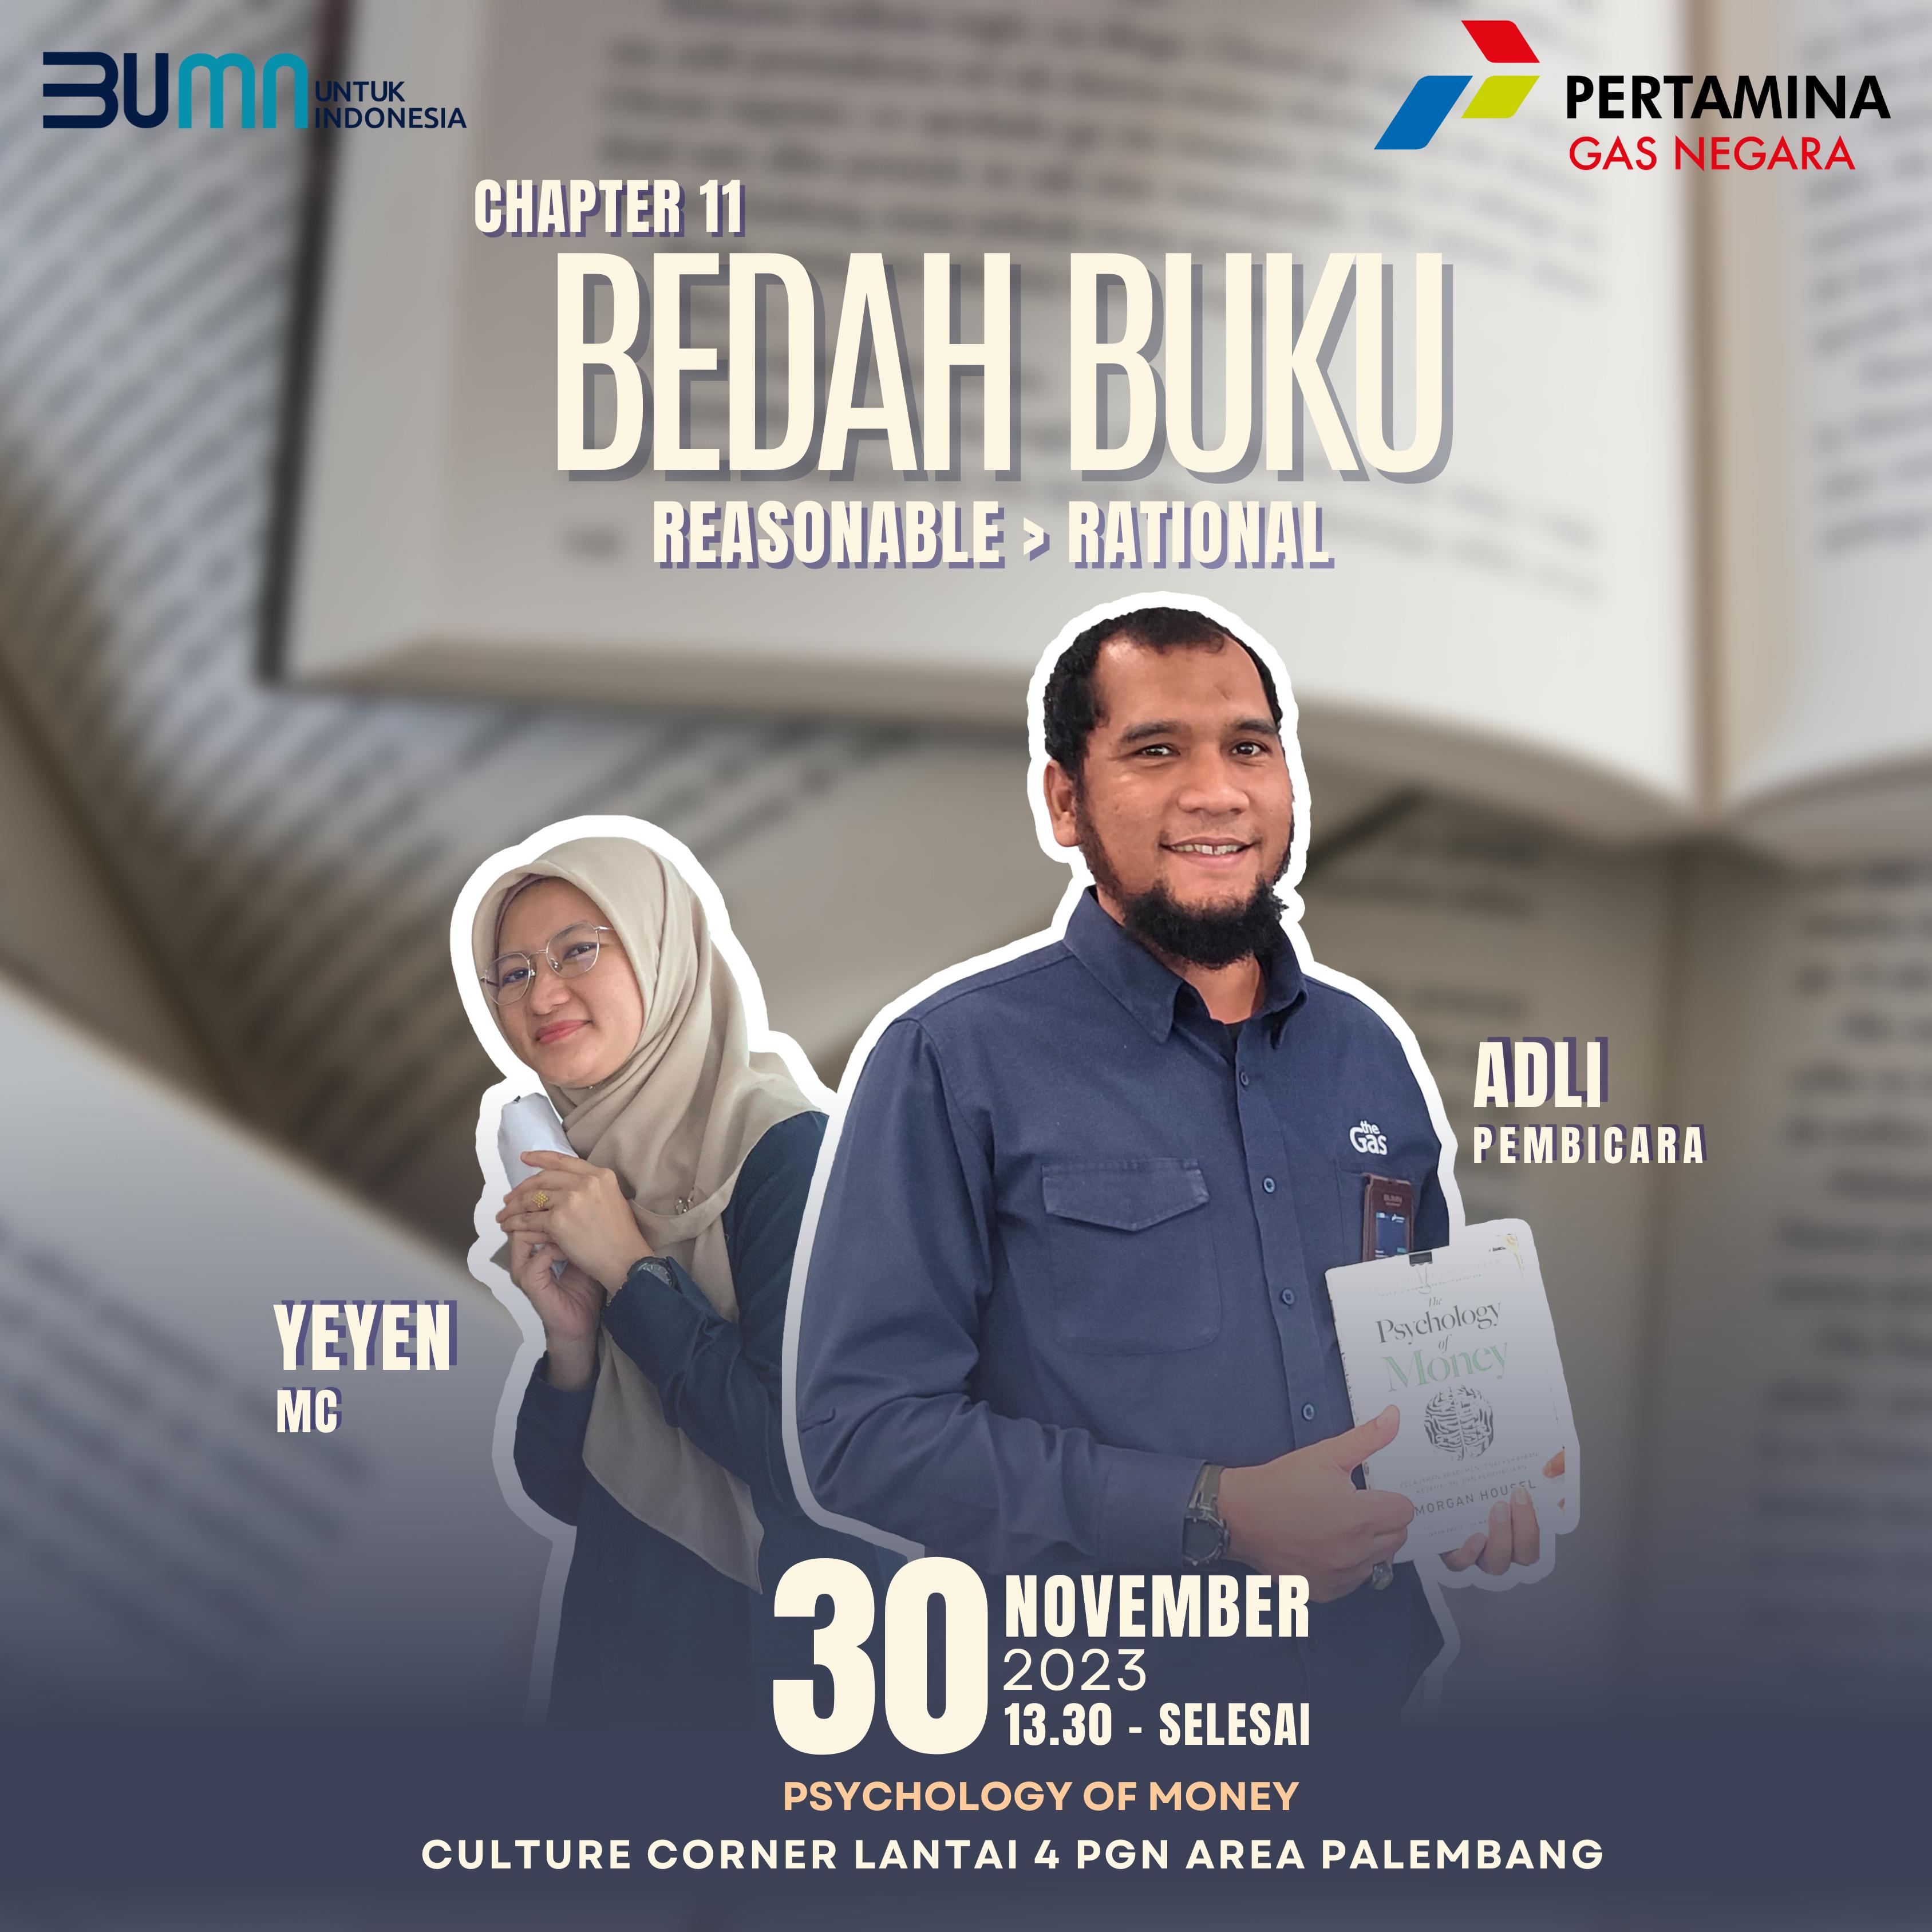 BUMN UNTUK
INDONESIA
PERTAMINA
GAS NEGARA
CHAPTER 11
BEDAH BUKU
REASONABLE > RATIONAL
ADLI
PEMBICARA
the
Gas
The
Psychology
of
Money
MORGAN HOUSEL
YEYEN
MC
30 NOVEMBER
2023
13.30 - SELESAI
PSYCHOLOGY OF MONEY
CULTURE CORNER LANTAI 4 PGN AREA PALEMBANG